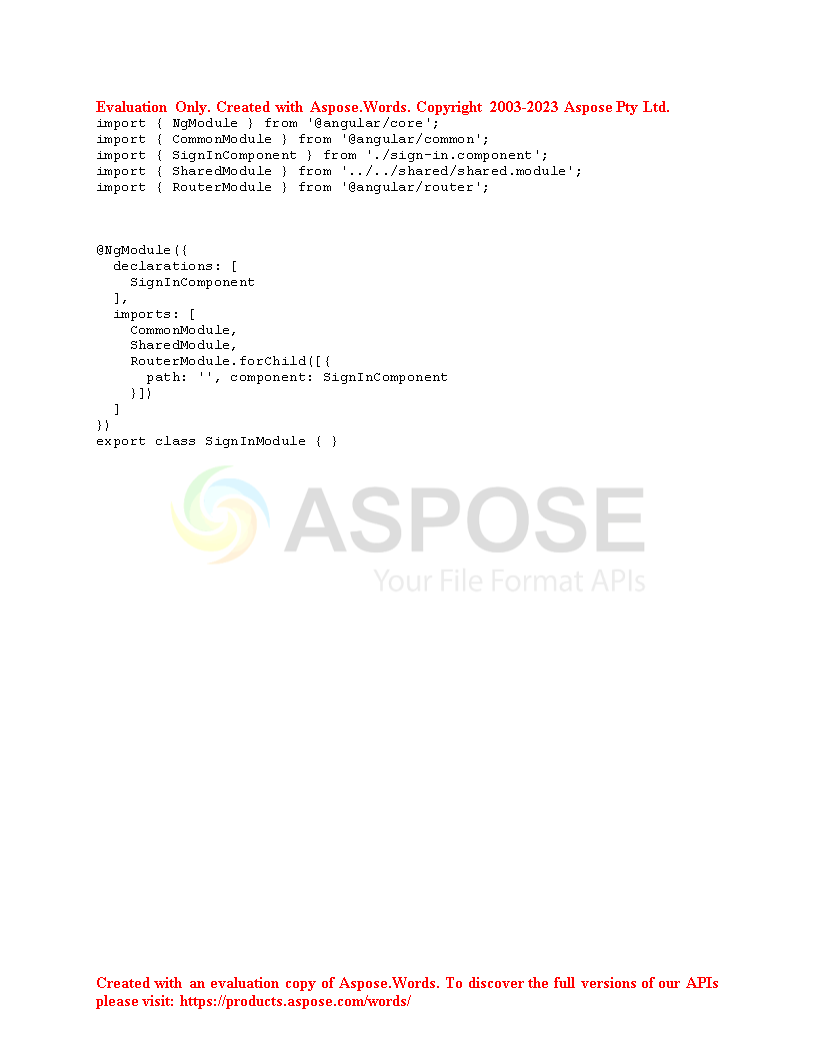 Evaluation Only. Created with Aspose.Words. Copyright 2003-2023 Aspose Pty Ltd.
import { NgModule } from '@angular/core';
import { CommonModule } from '@angular/common';
import { SignInComponent } from './sign-in.component';
import { SharedModule } from '../../shared/shared.module';
import { RouterModule } from '@angular/router';
@NgModule({
  declarations: [
    SignInComponent
  ],
  imports: [
    CommonModule,
    SharedModule,
    RouterModule.forChild([{
      path: '', component: SignInComponent
    }])
  ]
})
export class SignInModule { }
ASPOSE
Your File Format APIs
Created with an evaluation copy of Aspose.Words. To discover the full versions of our APIs
please visit: https://products.aspose.com/words/